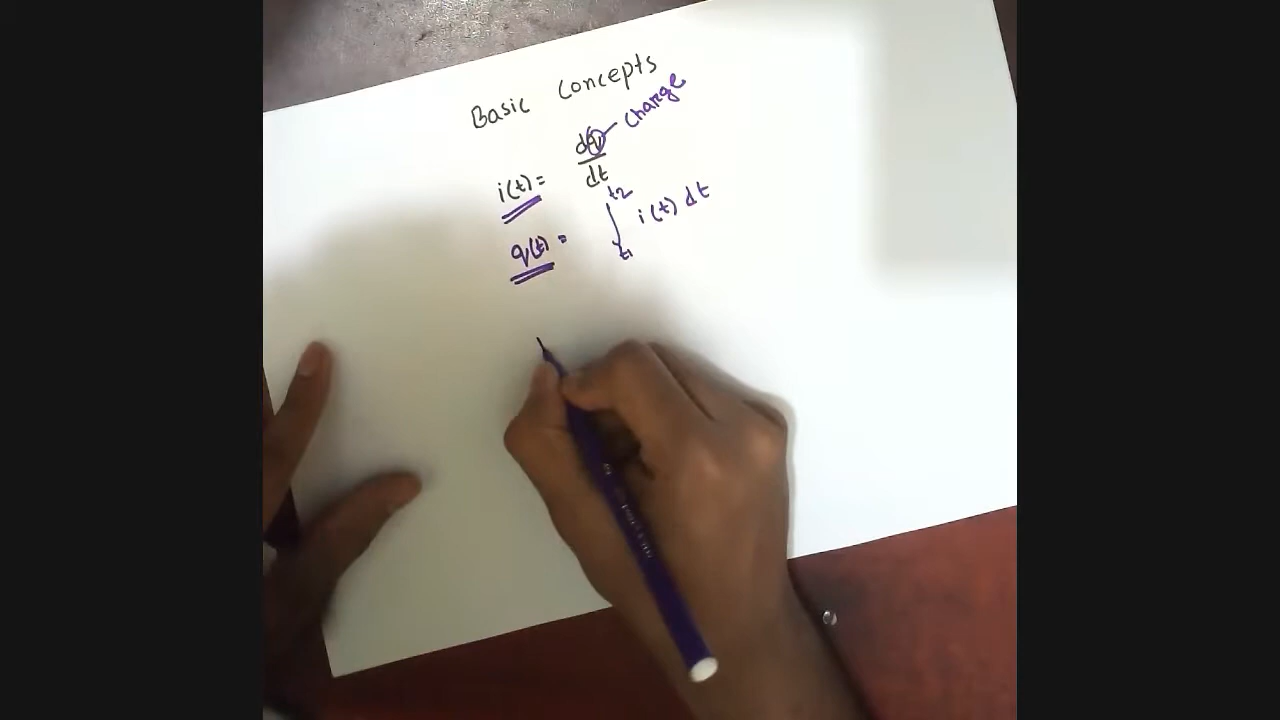 Basic Concepts
i(t) = dq/dt Charge
q(t) = ∫ t1 t2 i(t) dt